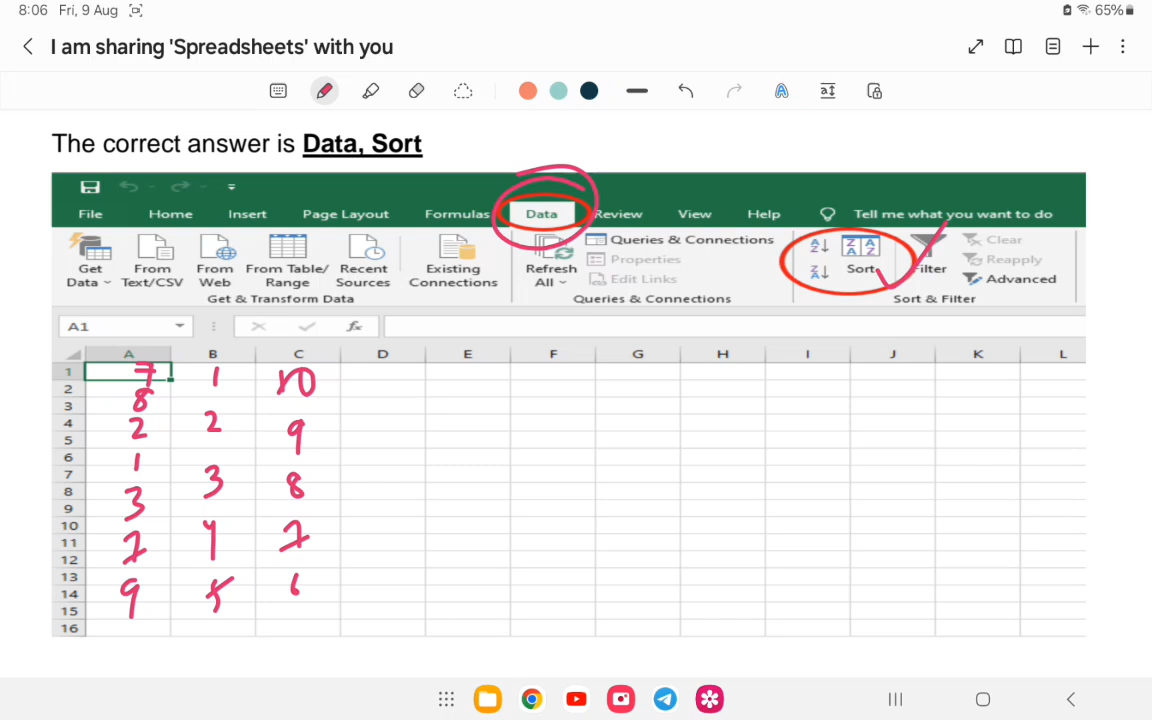 8:06 Fri, 9 Aug 65%
I am sharing 'Spreadsheets' with you
The correct answer is Data, Sort
File Home Insert Page Layout Formulas Data Review View Help Tell me what you want to do
Get Data From Text/CSV From Web From Table/ Range Recent Sources Existing Connections Refresh All Queries & Connections Properties Edit Links Sort Filter Clear Reapply Advanced
Get & Transform Data Queries & Connections Sort & Filter
A1 fx
A B C D E F G H I J K L
1 7 1 10
2
3 8
4 2 2 9
5
6 1
7
8 3 8
9 3
10
11 7 4 7
12
13
14 9 5 6
15
16